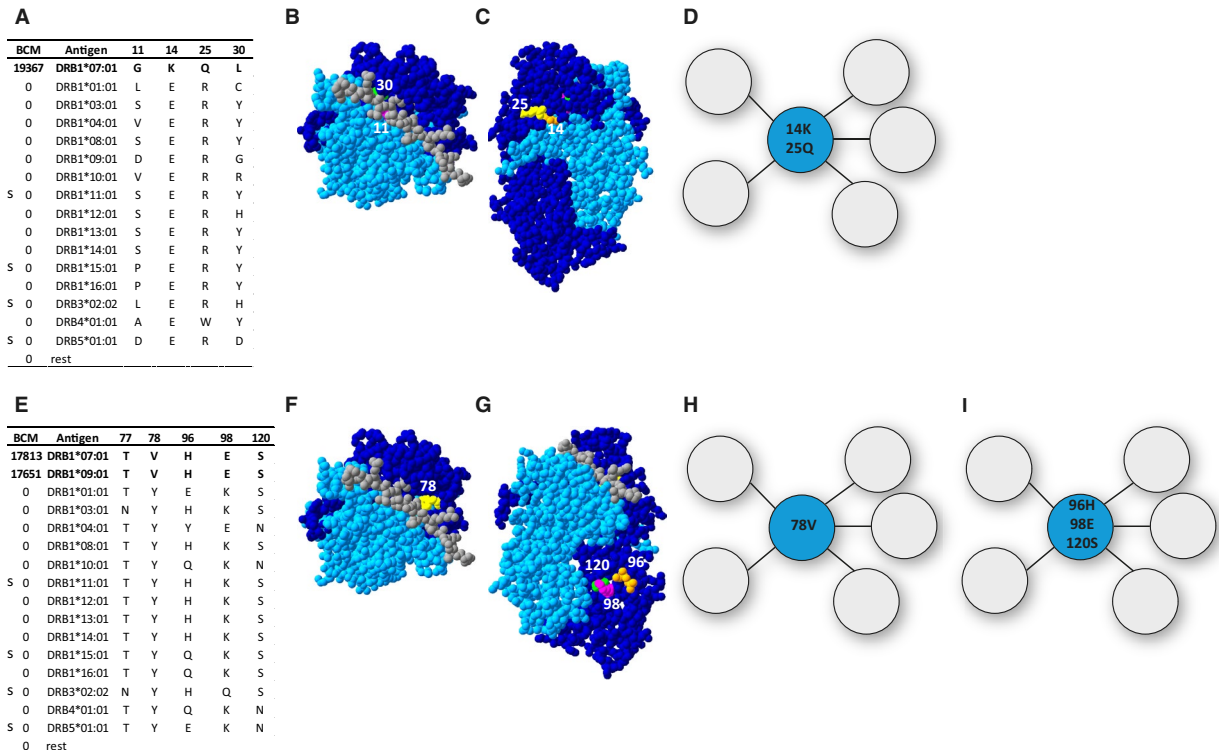 A
BCM Antigen 11 14 25 30
19367 DRB1*07:01 G K Q L
0 DRB1*01:01 L E R C
0 DRB1*03:01 S E R Y
0 DRB1*04:01 V E R Y
0 DRB1*08:01 S E R Y
0 DRB1*09:01 D E R G
0 DRB1*10:01 V E R R
S 0 DRB1*11:01 S E R Y
0 DRB1*12:01 S E R H
0 DRB1*13:01 S E R Y
0 DRB1*14:01 S E R Y
S 0 DRB1*15:01 P E R Y
0 DRB1*16:01 P E R Y
S 0 DRB3*02:02 L E R H
0 DRB4*01:01 A E W Y
S 0 DRB5*01:01 D E R D
0 rest
B
30
11
C
25
14
D
14K
25Q
E
BCM Antigen 77 78 96 98 120
17813 DRB1*07:01 T V H E S
17651 DRB1*09:01 T V H E S
0 DRB1*01:01 T Y E K S
0 DRB1*03:01 N Y H K S
0 DRB1*04:01 T Y Y E N
0 DRB1*08:01 T Y H K S
0 DRB1*10:01 T Y Q K N
S 0 DRB1*11:01 T Y H K S
0 DRB1*12:01 T Y H K S
0 DRB1*13:01 T Y H K S
0 DRB1*14:01 T Y H K S
S 0 DRB1*15:01 T Y Q K S
0 DRB1*16:01 T Y Q K S
S 0 DRB3*02:02 N Y H Q S
0 DRB4*01:01 T Y Q K N
S 0 DRB5*01:01 T Y E K N
0 rest
F
78
G
120 96
98
H
78V
I
96H
98E
120S